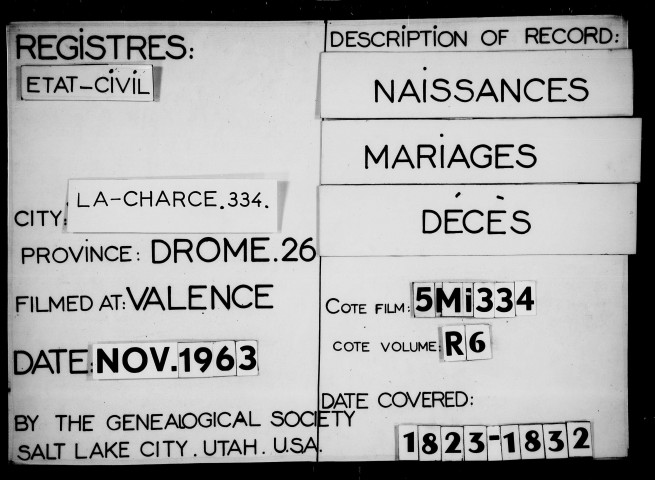 REGISTRES:
ETAT-CIVIL
CITY: LA-CHARCE.334.
PROVINCE: DROME.26
FILMED AT: VALENCE
DATE: NOV.1963
BY THE GENEALOGICAL SOCIETY
SALT LAKE CITY. UTAH. U.S.A.
DESCRIPTION OF RECORD:
NAISSANCES
MARIAGES
DÉCÈS
COTE FILM: 5Mi334
COTE VOLUME: R6
DATE COVERED:
1823-1832